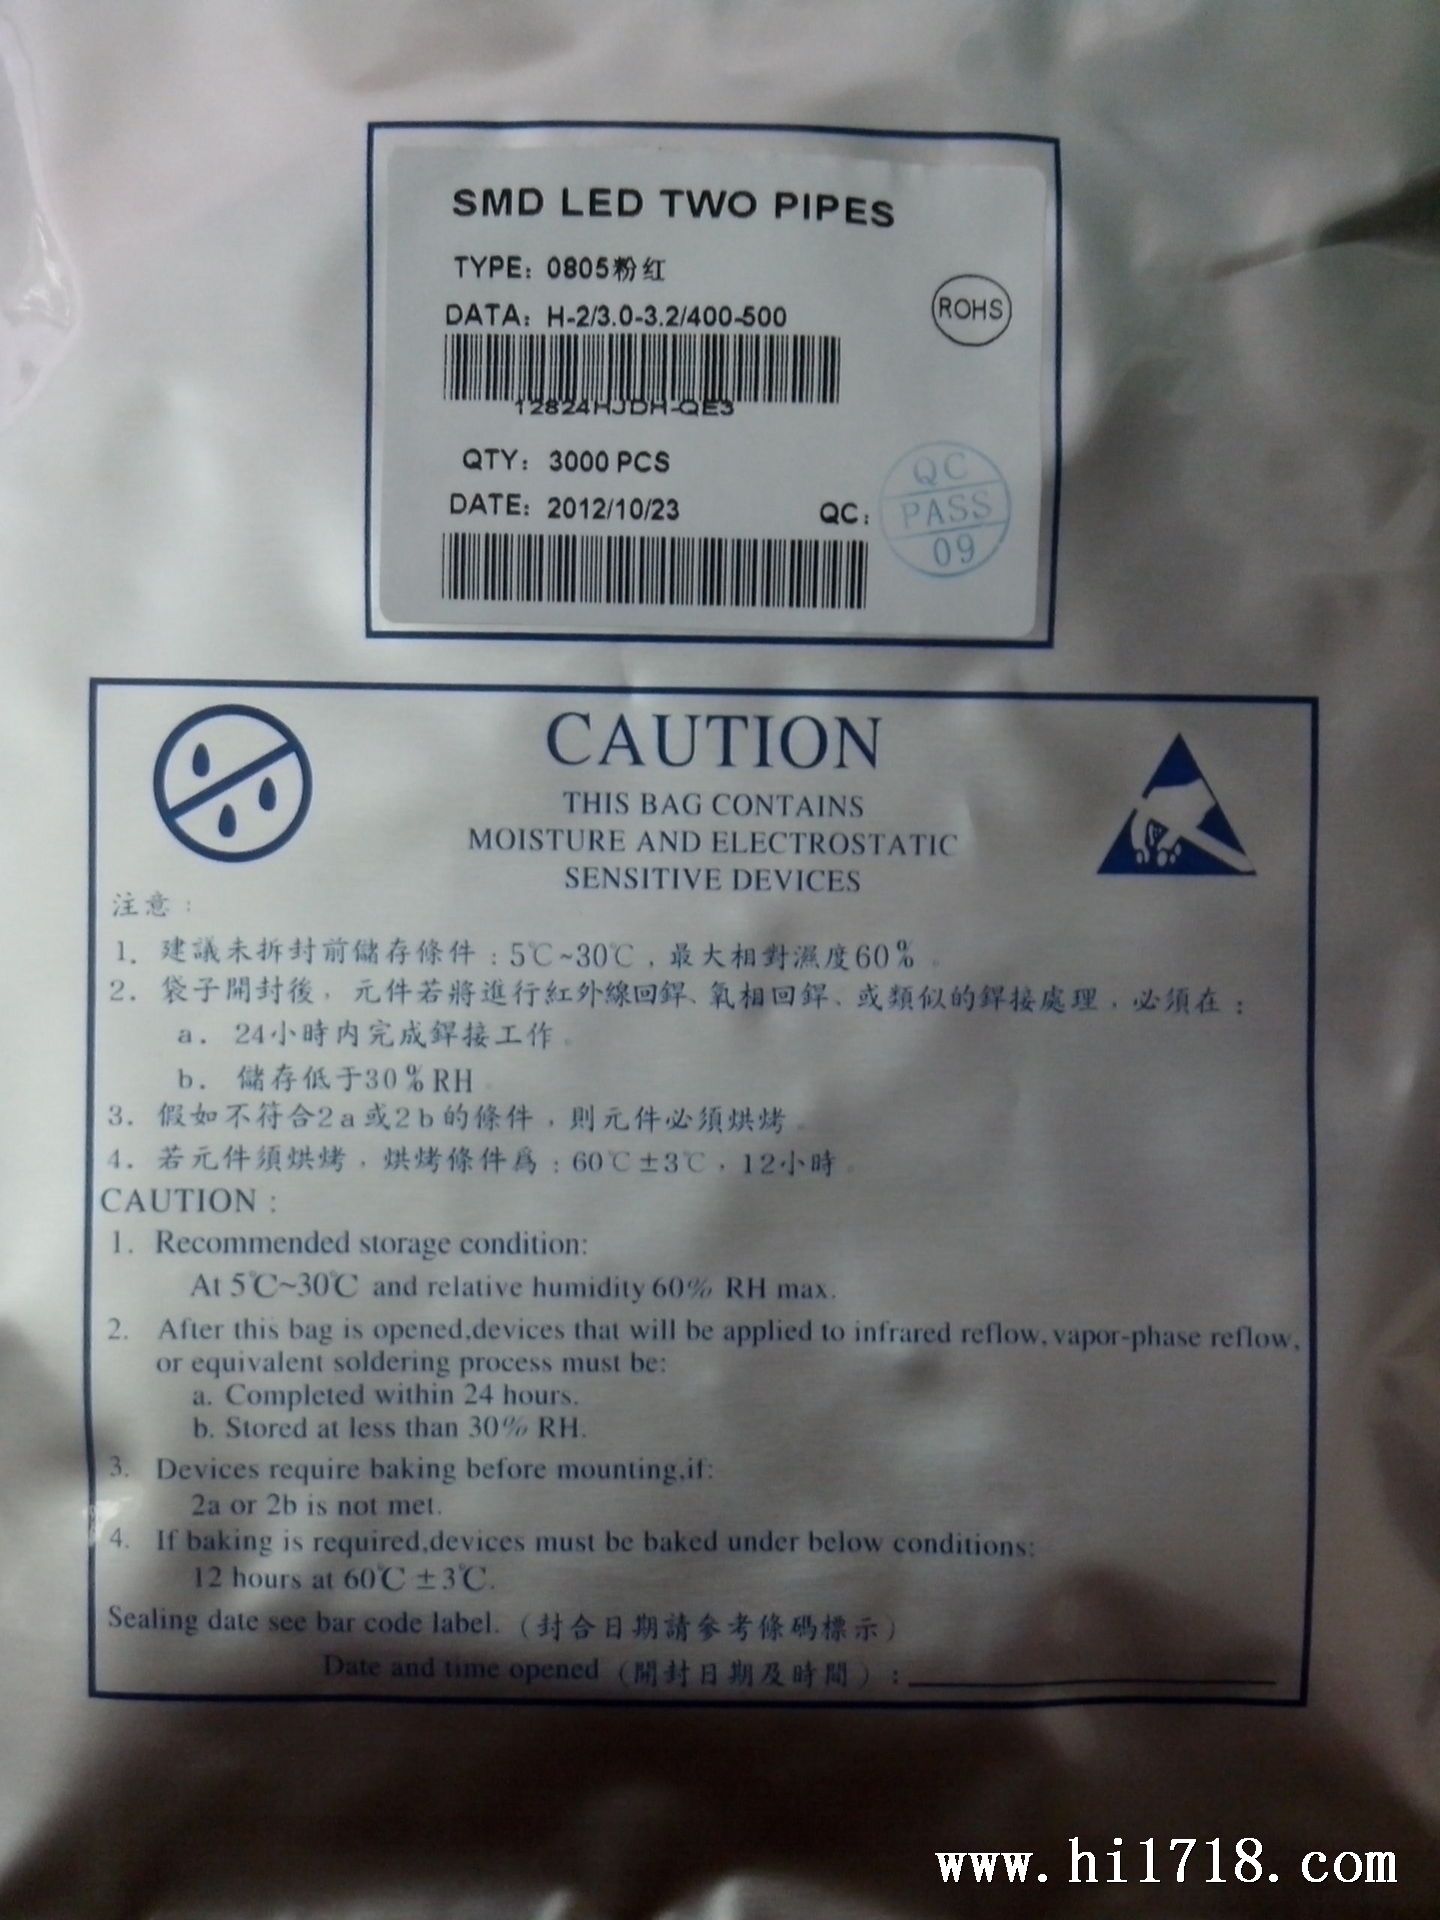 SMD LED TWO PIPES
TYPE: 0805粉红
DATA: H-2/3.0-3.2/400-500
ROHS
12824HJDH-QE3
QTY: 3000 PCS
DATE: 2012/10/23
QC:
QC
PASS
09
CAUTION
THIS BAG CONTAINS
MOISTURE AND ELECTROSTATIC
SENSITIVE DEVICES
注意:
1. 建議未拆封前儲存條件:5℃~30℃,最大相對濕度60%。
2. 袋子開封後,元件若將進行紅外線回銲、氧相回銲、或類似的銲接處理,必須在:
a. 24小時内完成銲接工作。
b. 儲存低于30%RH。
3. 假如不符合2a或2b的條件,則元件必須烘烤。
4. 若元件須烘烤,烘烤條件爲:60℃±3℃,12小時。
CAUTION:
1. Recommended storage condition:
At 5℃~30℃ and relative humidity 60% RH max.
2. After this bag is opened,devices that will be applied to infrared reflow,vapor-phase reflow,
or equivalent soldering process must be:
a. Completed within 24 hours.
b. Stored at less than 30% RH.
3. Devices require baking before mounting,if:
2a or 2b is not met.
4. If baking is required,devices must be baked under below conditions:
12 hours at 60℃ ±3℃.
Sealing date see bar code label.(封合日期請參考條碼標示)
Date and time opened(開封日期及時間):
www.hi1718.com